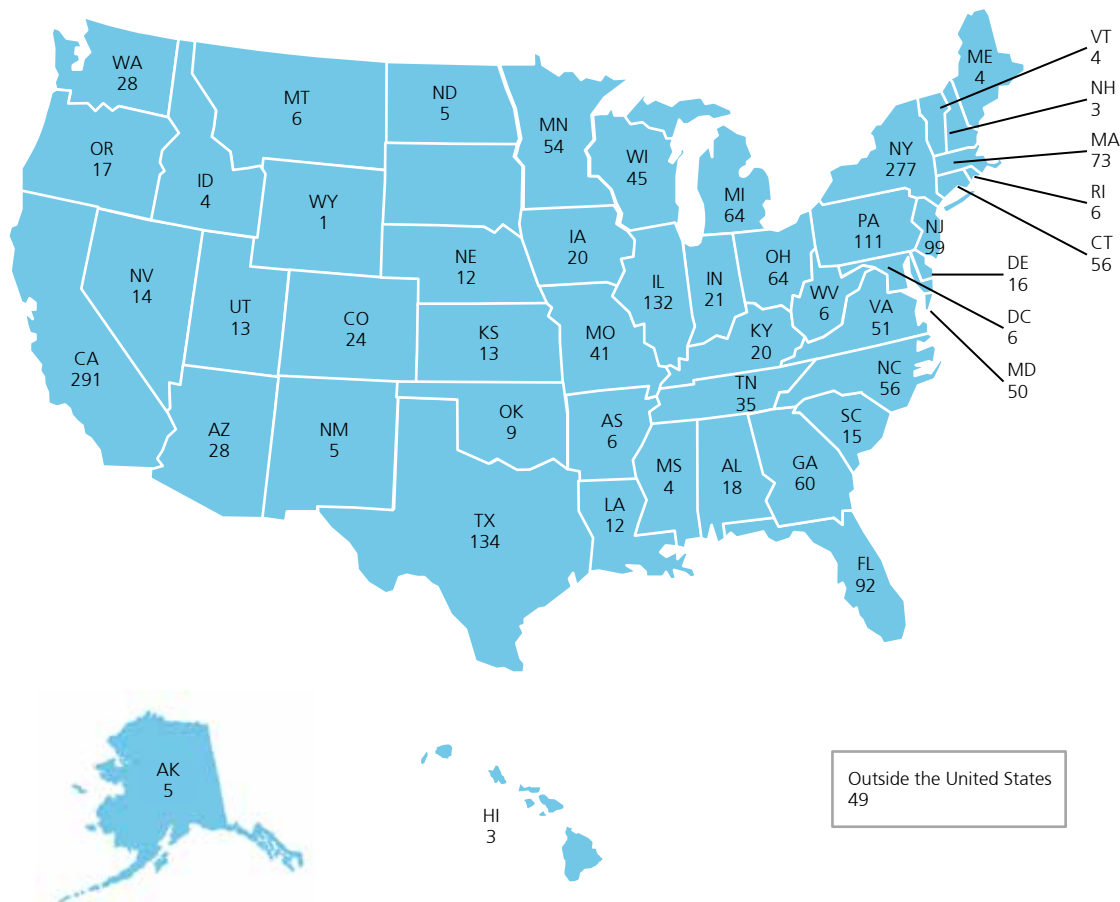 VT
4
ME
4
WA
28
NH
3
MT
6
ND
5
MN
54
MA
73
OR
17
NY
277
WI
45
ID
4
RI
6
WY
1
MI
64
PA
111
NJ
99
CT
56
IA
20
NE
12
OH
64
DE
16
NV
14
IL
132
IN
21
WV
6
VA
51
UT
13
CO
24
DC
6
KS
13
MO
41
KY
20
CA
291
MD
50
NC
56
TN
35
OK
9
AS
6
SC
15
AZ
28
NM
5
MS
4
AL
18
GA
60
LA
12
TX
134
FL
92
AK
5
HI
3
Outside the United States
49